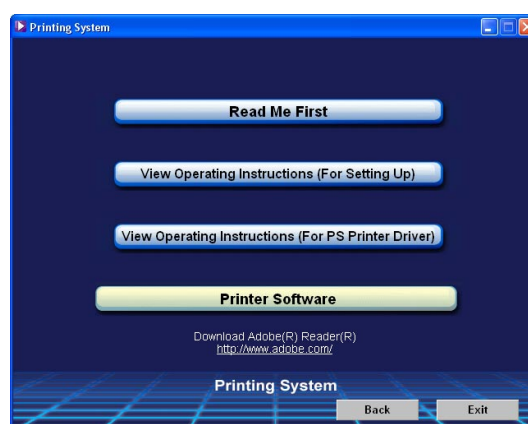 Printing System
Read Me First
View Operating Instructions (For Setting Up)
View Operating Instructions (For PS Printer Driver)
Printer Software
Download Adobe(R) Reader(R)
http://www.adobe.com/
Printing System
Back Exit